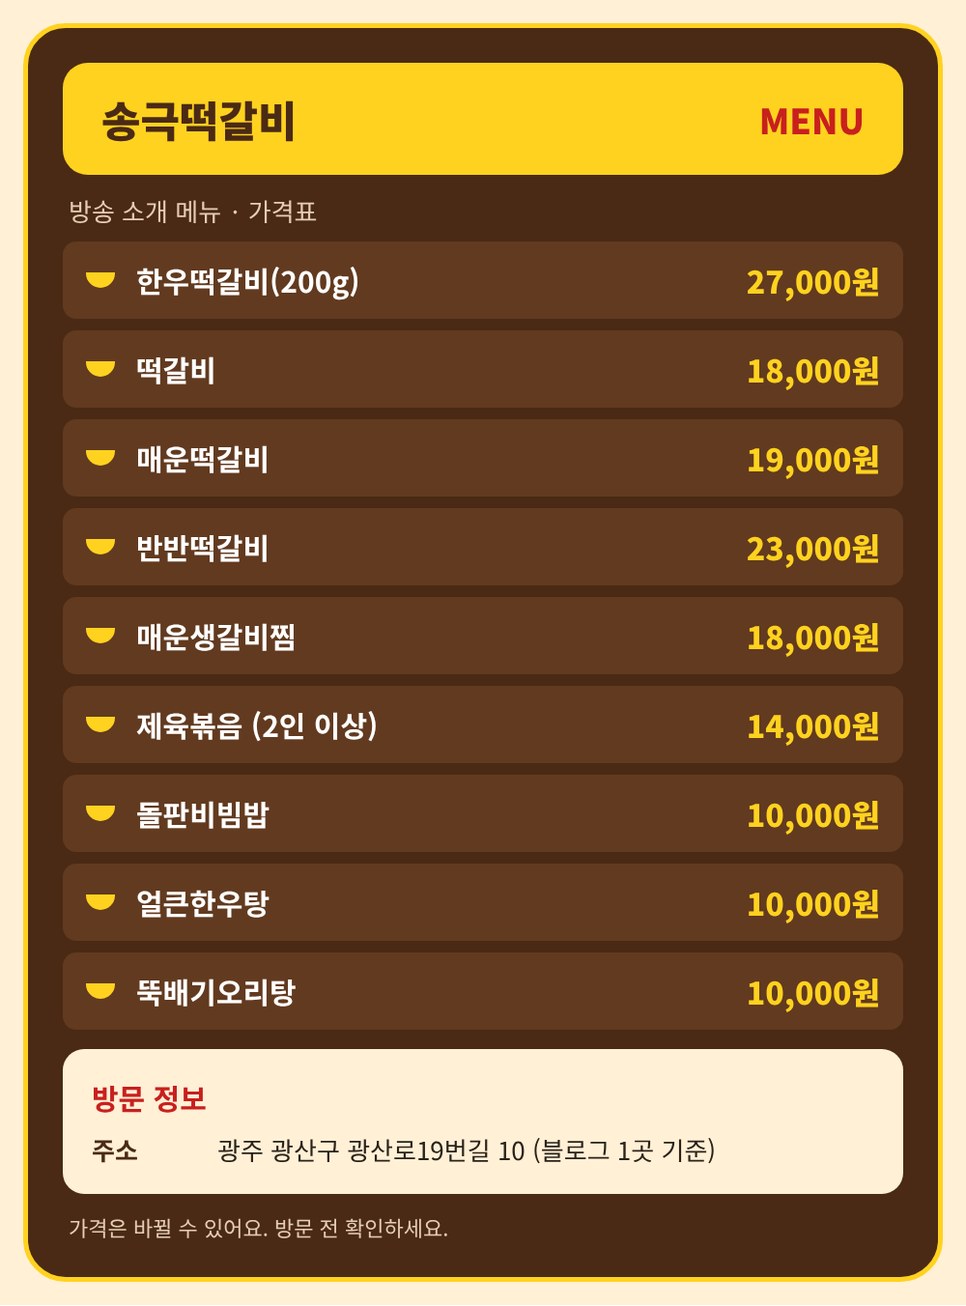 송극떡갈비 MENU
방송 소개 메뉴 · 가격표
한우떡갈비(200g) 27,000원
떡갈비 18,000원
매운떡갈비 19,000원
반반떡갈비 23,000원
매운생갈비찜 18,000원
제육볶음 (2인 이상) 14,000원
돌판비빔밥 10,000원
얼큰한우탕 10,000원
뚝배기오리탕 10,000원
방문 정보
주소 광주 광산구 광산로19번길 10 (블로그 1곳 기준)
가격은 바뀔 수 있어요. 방문 전 확인하세요.